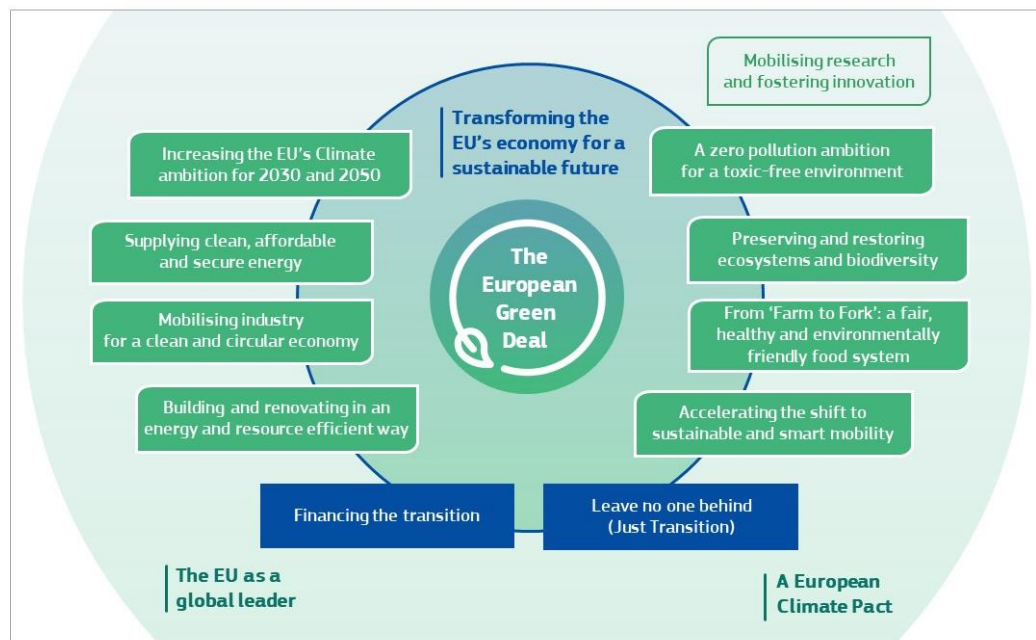 Mobilising research
and fostering innovation
Transforming the
EU's economy for a
sustainable future
Increasing the EU's Climate
ambition for 2030 and 2050
A zero pollution ambition
for a toxic-free environment
Supplying clean, affordable
and secure energy
Preserving and restoring
ecosystems and biodiversity
The
European
Green
Deal
Mobilising industry
for a clean and circular economy
From 'Farm to Fork': a fair,
healthy and environmentally
friendly food system
Building and renovating in an
energy and resource efficient way
Accelerating the shift to
sustainable and smart mobility
Financing the transition
Leave no one behind
(Just Transition)
The EU as a
global leader
A European
Climate Pact